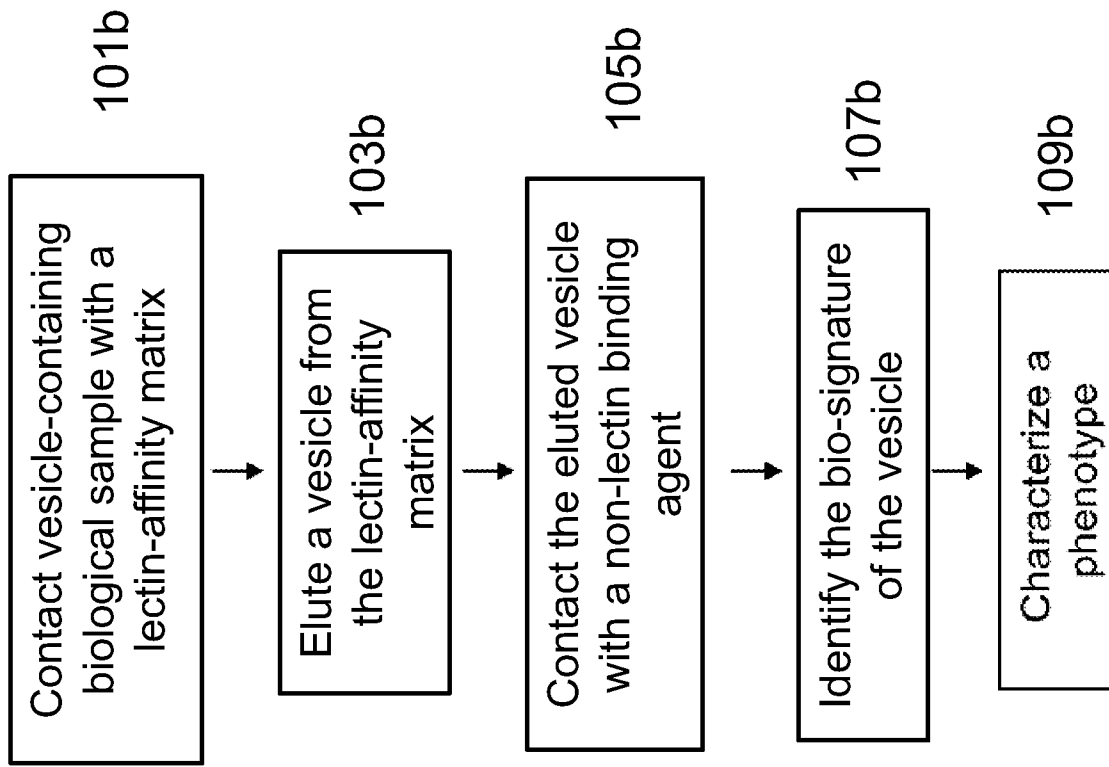 Contact vesicle-containing
biological sample with a
lectin-affinity matrix
101b
Elute a vesicle from
the lectin-affinity
matrix
103b
Contact the eluted vesicle
with a non-lectin binding
agent
105b
Identify the bio-signature
of the vesicle
107b
Characterize a
phenotype
109b